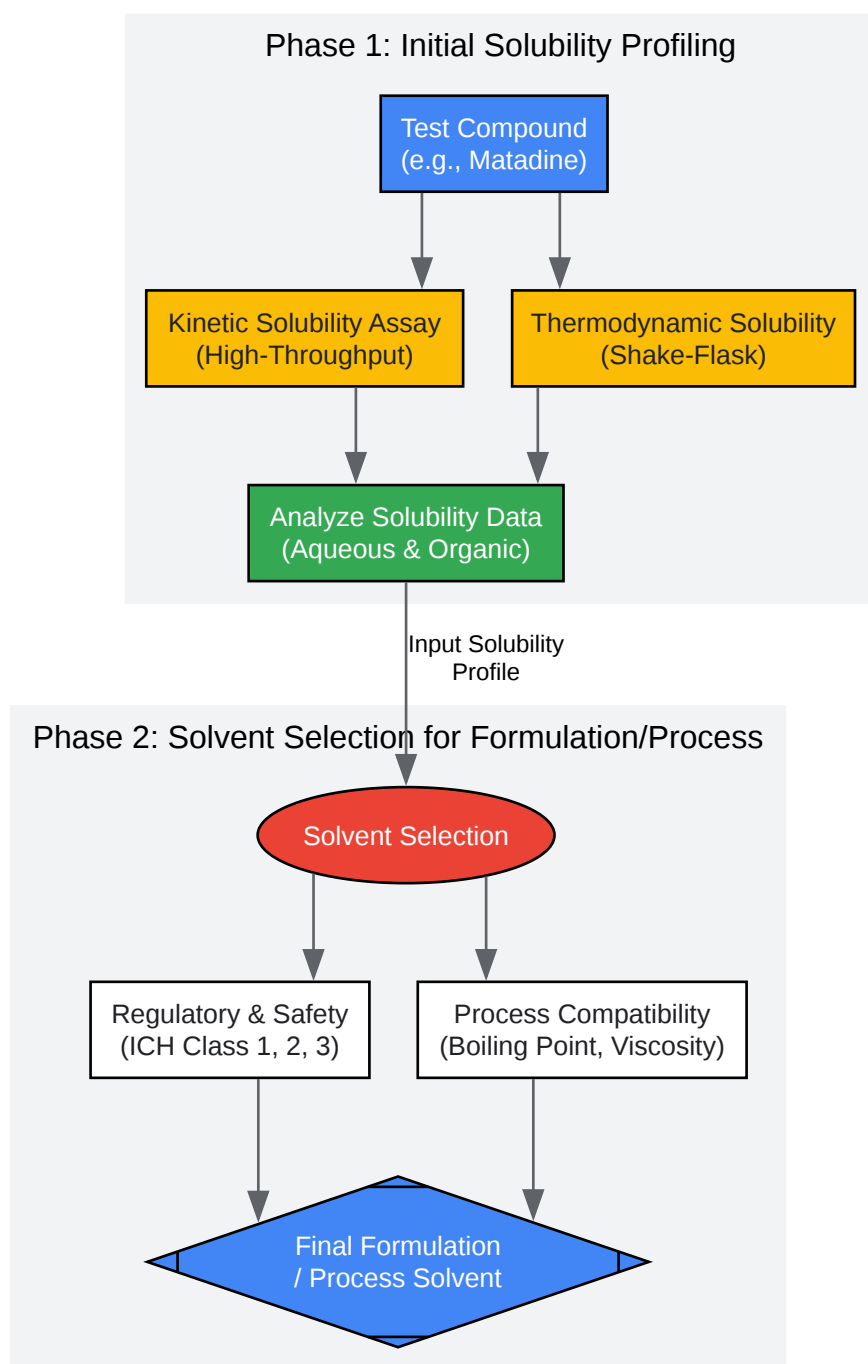 Phase 1: Initial Solubility Profiling
Test Compound
(e.g., Matadine)
Kinetic Solubility Assay
(High-Throughput)
Thermodynamic Solubility
(Shake-Flask)
Analyze Solubility Data
(Aqueous & Organic)
Input Solubility
Profile
Phase 2: Solvent Selection for Formulation/Process
Solvent Selection
Regulatory & Safety
(ICH Class 1, 2, 3)
Process Compatibility
(Boiling Point, Viscosity)
Final Formulation
/ Process Solvent